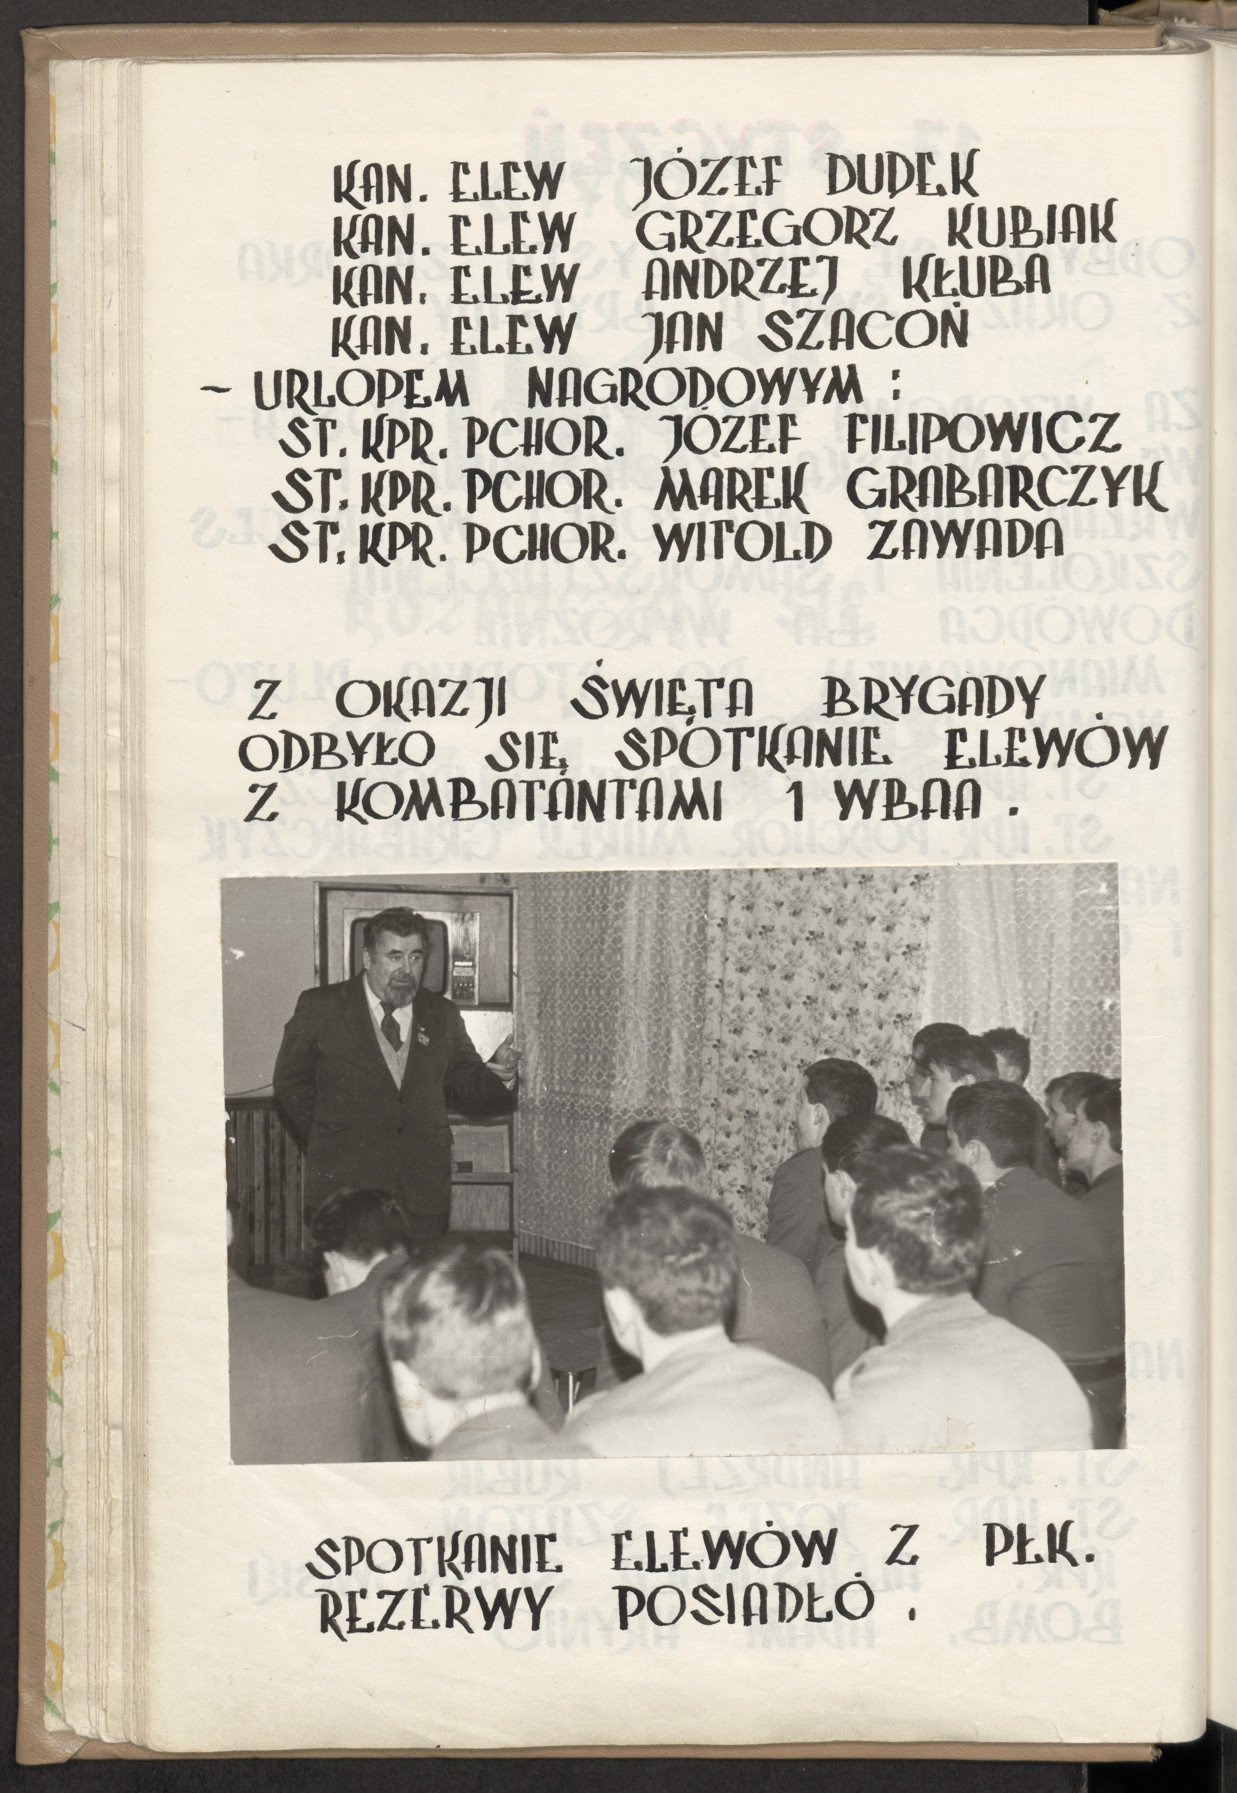 KAN. ELEW JÓZEF DUDEK
KAN. ELEW GRZEGORZ KUBIAK
KAN. ELEW ANDRZEJ KŁUBA
KAN. ELEW JAN SZACOŃ
~ URLOPEM NAGRODOWYM :
ST. KPR. PCHOR. JÓZEF FILIPOWICZ
ST. KPR. PCHOR. MAREK GRABARCZYK
ST. KPR. PCHOR. WITOLD ZAWADA
Z OKAZJI ŚWIĘTA BRYGADY
ODBYŁO SIĘ SPOTKANIE ELEWÓW
Z KOMBATANTAMI 1 WBAA .
SPOTKANIE ELEWÓW Z PŁK.
REZERWY POSIADŁÓ .